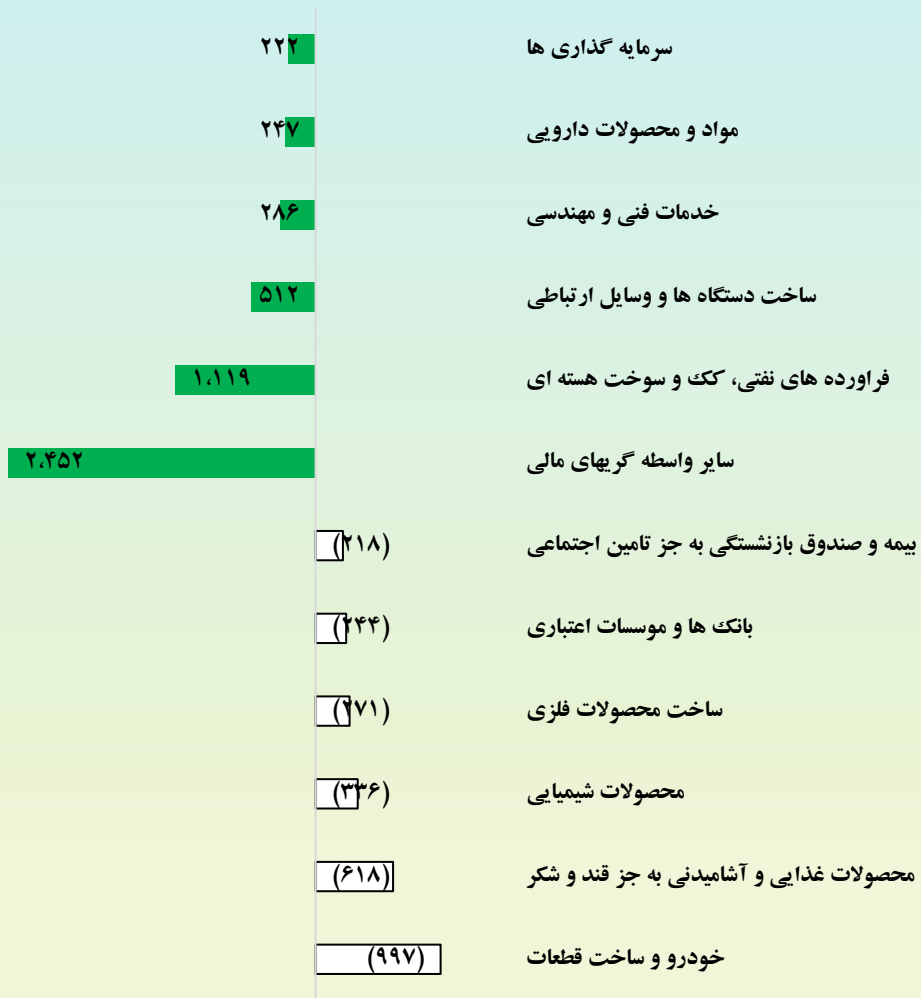 سرمایه گذاری ها ۲۲۲
مواد و محصولات دارویی ۲۴۷
خدمات فنی و مهندسی ۲۸۶
ساخت دستگاه ها و وسایل ارتباطی ۵۱۲
فراورده های نفتی، کک و سوخت هسته ای ۱،۱۱۹
سایر واسطه گریهای مالی ۲،۴۵۲
بیمه و صندوق بازنشستگی به جز تامین اجتماعی (۲۱۸)
بانک ها و موسسات اعتباری (۲۴۴)
ساخت محصولات فلزی (۲۷۱)
محصولات شیمیایی (۳۳۶)
محصولات غذایی و آشامیدنی به جز قند و شکر (۶۱۸)
خودرو و ساخت قطعات (۹۹۷)